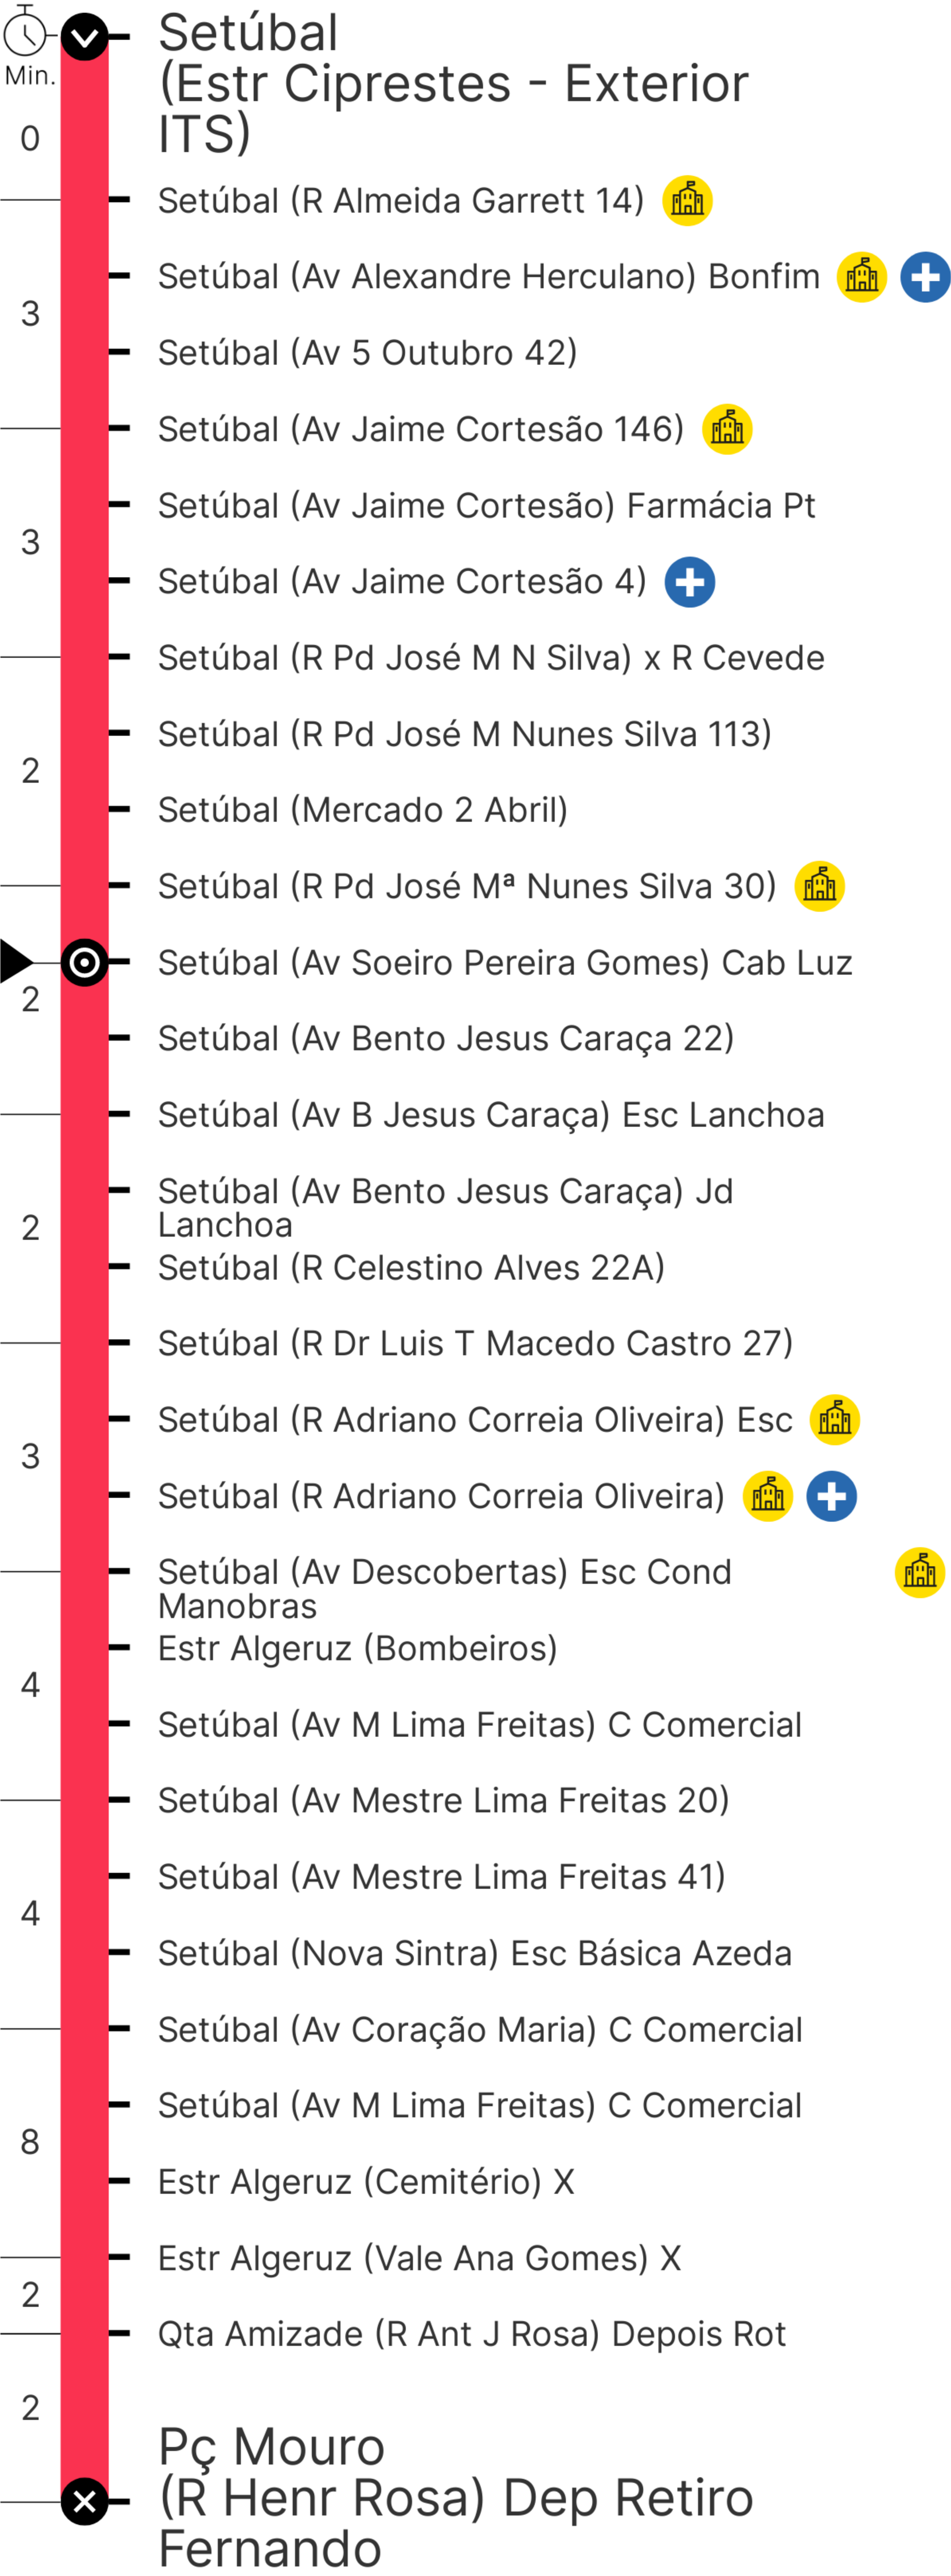 Setúbal
(Estr Ciprestes - Exterior
ITS)
Min.
0
Setúbal (R Almeida Garrett 14)
Setúbal (Av Alexandre Herculano) Bonfim
3
Setúbal (Av 5 Outubro 42)
Setúbal (Av Jaime Cortesão 146)
Setúbal (Av Jaime Cortesão) Farmácia Pt
3
Setúbal (Av Jaime Cortesão 4)
Setúbal (R Pd José M N Silva) x R Cevede
Setúbal (R Pd José M Nunes Silva 113)
2
Setúbal (Mercado 2 Abril)
Setúbal (R Pd José Mª Nunes Silva 30)
Setúbal (Av Soeiro Pereira Gomes) Cab Luz
2
Setúbal (Av Bento Jesus Caraça 22)
Setúbal (Av B Jesus Caraça) Esc Lanchoa
Setúbal (Av Bento Jesus Caraça) Jd
Lanchoa
2
Setúbal (R Celestino Alves 22A)
Setúbal (R Dr Luis T Macedo Castro 27)
Setúbal (R Adriano Correia Oliveira) Esc
3
Setúbal (R Adriano Correia Oliveira)
Setúbal (Av Descobertas) Esc Cond
Manobras
Estr Algeruz (Bombeiros)
4
Setúbal (Av M Lima Freitas) C Comercial
Setúbal (Av Mestre Lima Freitas 20)
Setúbal (Av Mestre Lima Freitas 41)
4
Setúbal (Nova Sintra) Esc Básica Azeda
Setúbal (Av Coração Maria) C Comercial
Setúbal (Av M Lima Freitas) C Comercial
8
Estr Algeruz (Cemitério) X
Estr Algeruz (Vale Ana Gomes) X
2
Qta Amizade (R Ant J Rosa) Depois Rot
2
Pç Mouro
(R Henr Rosa) Dep Retiro
Fernando